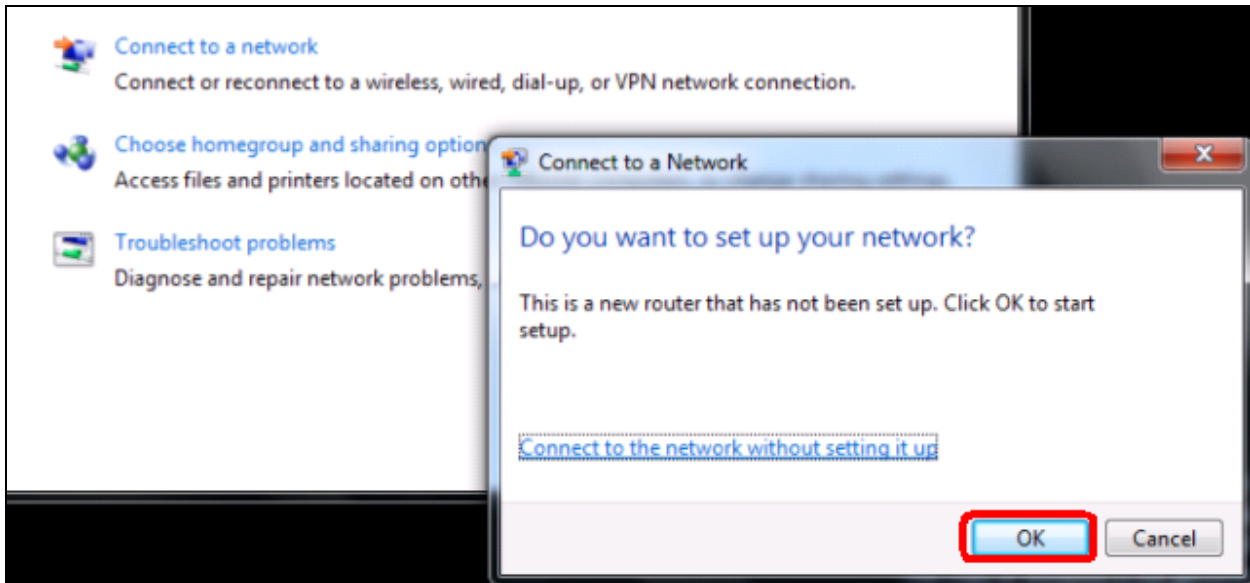 Connect to a network
Connect or reconnect to a wireless, wired, dial-up, or VPN network connection.
Choose homegroup and sharing option
Access files and printers located on othe
Troubleshoot problems
Diagnose and repair network problems,
Connect to a Network
Do you want to set up your network?
This is a new router that has not been set up. Click OK to start
setup.
Connect to the network without setting it up
OK
Cancel